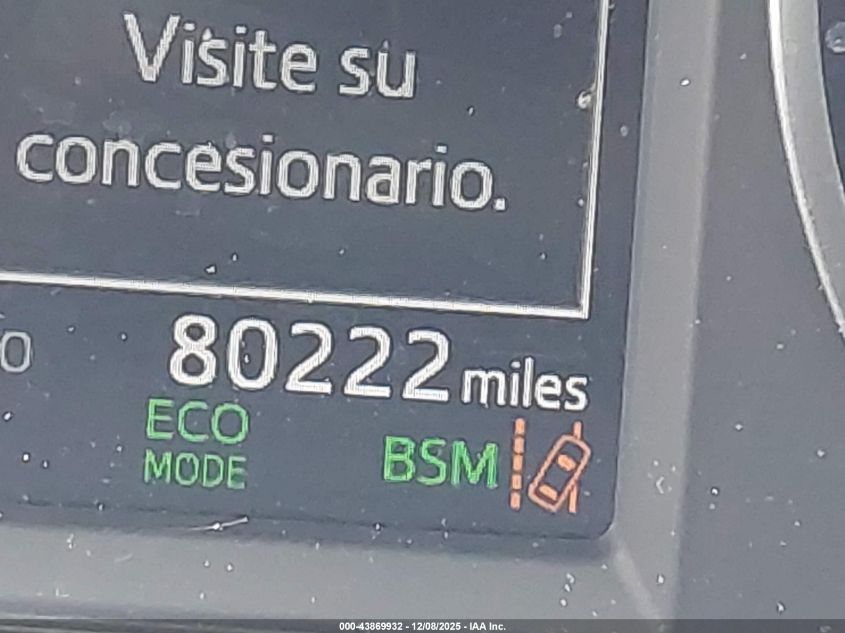 Visite su
concesionario.
80222 miles
ECO
MODE
BSM
000-43869932 - 12/08/2025 - IAA Inc.